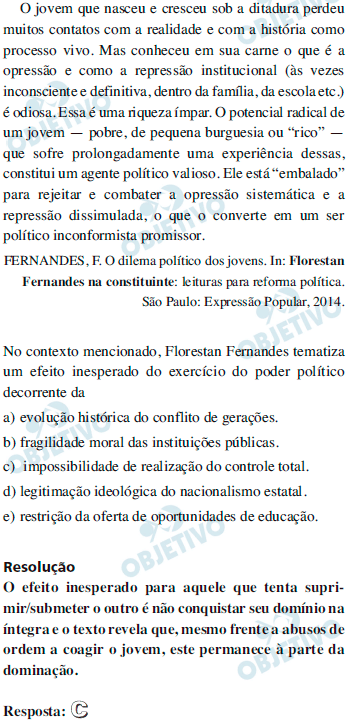 O jovem que nasceu e cresceu sob a ditadura perdeu
muitos contatos com a realidade e com a história como
processo vivo. Mas conheceu em sua carne o que é a
opressão e como a repressão institucional (às vezes
inconsciente e definitiva, dentro da família, da escola etc.)
é odiosa. Essa é uma riqueza ímpar. O potencial radical de
um jovem — pobre, de pequena burguesia ou “rico” —
que sofre prolongadamente uma experiência dessas,
constitui um agente político valioso. Ele está “embalado”
para rejeitar e combater a opressão sistemática e a
repressão dissimulada, o que o converte em um ser
político inconformista promissor.
FERNANDES, F. O dilema político dos jovens. In: Florestan
Fernandes na constituinte: leituras para reforma política.
São Paulo: Expressão Popular, 2014.
No contexto mencionado, Florestan Fernandes tematiza
um efeito inesperado do exercício do poder político
decorrente da
a) evolução histórica do conflito de gerações.
b) fragilidade moral das instituições públicas.
c) impossibilidade de realização do controle total.
d) legitimação ideológica do nacionalismo estatal.
e) restrição da oferta de oportunidades de educação.
Resolução
O efeito inesperado para aquele que tenta supri-
mir/submeter o outro é não conquistar seu domínio na
íntegra e o texto revela que, mesmo frente a abusos de
ordem a coagir o jovem, este permanece à parte da
dominação.
Resposta: C
OBJETIVO
OBJETIVO
OBJETIVO
OBJETIVO
OBJETIVO
OBJETIVO